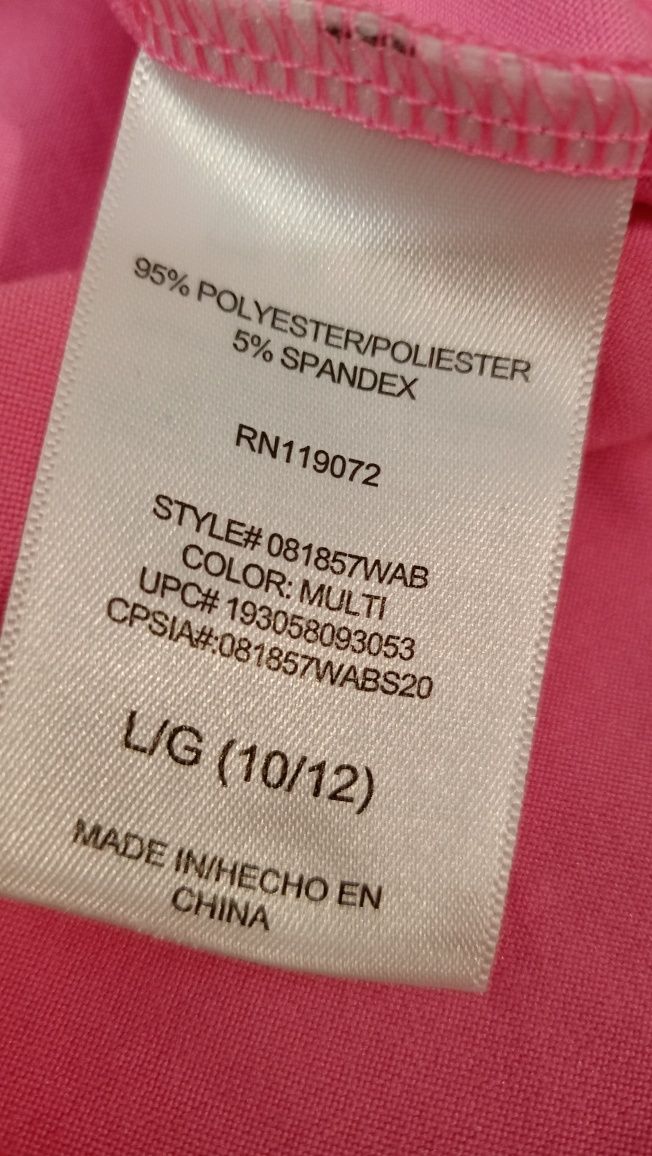 95% POLYESTER/POLIESTER
5% SPANDEX
RN119072
STYLE# 081857WAB
COLOR: MULTI
UPC# 193058093053
CPSIA#:081857WABS20
L/G (10/12)
MADE IN/HECHO EN
CHINA